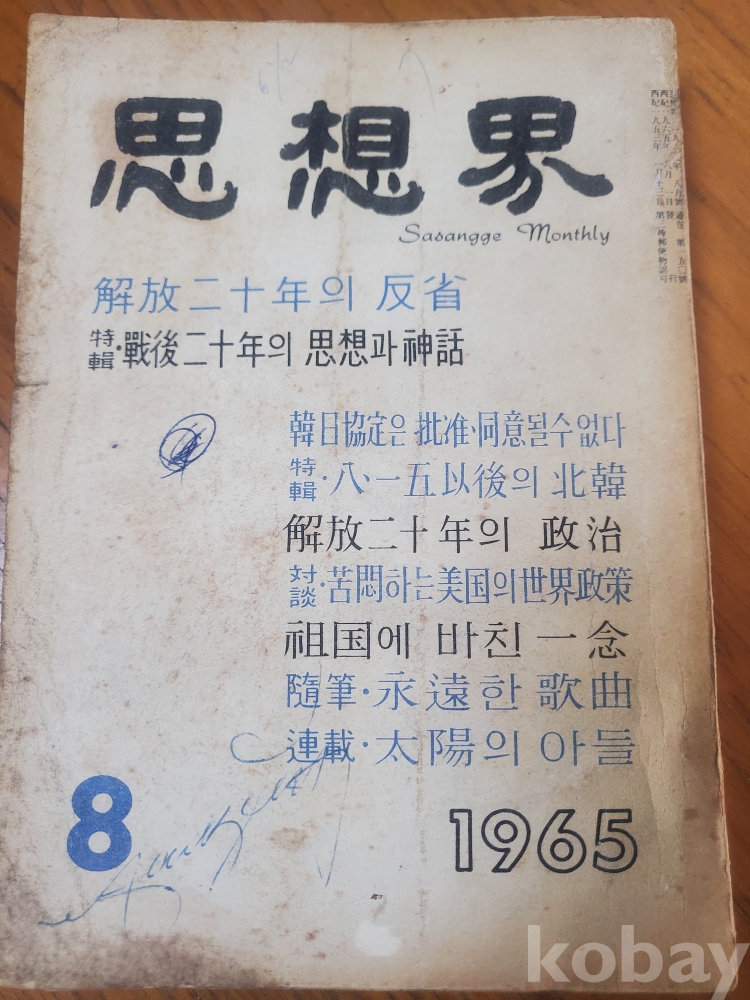 思想界
Sasangge Monthly
解放二十年의 反省
特輯·戰後二十年의 思想과 神話
韓日協定은 批准·同意될수없다
特輯·八·一五以後의 北韓
解放二十年의 政治
対談·苦悶하는美国의世界政策
祖国에 바친 一念
隨筆·永遠한 歌曲
連載·太陽의 아들
8
1965
kobay